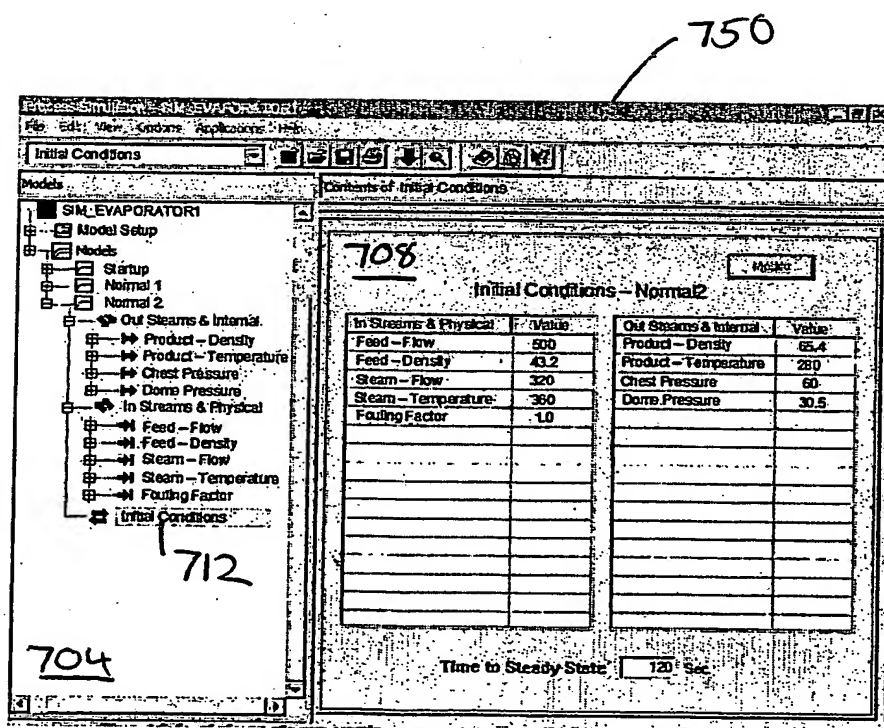 750
Process Simulator - SIM_EVAPORATOR1
File Edit View Options Applications Help
Initial Conditions
Models
Contents of Initial Conditions
SIM_EVAPORATOR1
Model Setup
Models
Startup
Normal 1
Normal 2
Out Steams & Internal
Product - Density
Product - Temperature
Chest Pressure
Dome Pressure
In Streams & Physical
Feed - Flow
Feed - Density
Steam - Flow
Steam - Temperature
Fouling Factor
Initial Conditions
712
704
708
Initial Conditions - Normal2
In Streams & Physical Value
Feed - Flow 500
Feed - Density 43.2
Steam - Flow 320
Steam - Temperature 360
Fouling Factor 1.0
Out Steams & Internal Value
Product - Density 65.4
Product - Temperature 280
Chest Pressure 60
Dome Pressure 30.5
Time to Steady State 120 Sec